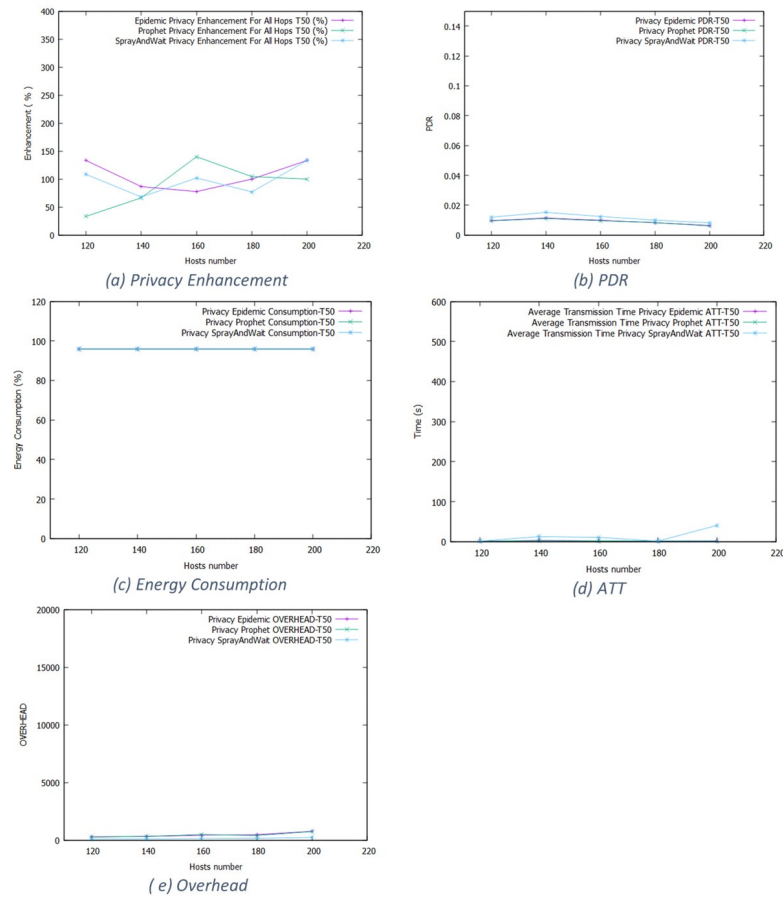 Epidemic Privacy Enhancement For All Hops T50 (%)
Prophet Privacy Enhancement For All Hops T50 (%)
SprayAndWait Privacy Enhancement For All Hops T50 (%)
400
350
300
250
200
150
100
50
0
Enhancement ( % )
120 140 160 180 200 220
Hosts number
(a) Privacy Enhancement
Privacy Epidemic PDR-T50
Privacy Prophet PDR-T50
Privacy SprayAndWait PDR-T50
0.14
0.12
0.1
0.08
0.06
0.04
0.02
0
PDR
120 140 160 180 200 220
Hosts number
(b) PDR
Privacy Epidemic Consumption-T50
Privacy Prophet Consumption-T50
Privacy SprayAndWait Consumption-T50
120
100
80
60
40
20
0
Energy Consumption (%)
120 140 160 180 200 220
Hosts number
(c) Energy Consumption
Average Transmission Time Privacy Epidemic ATT-T50
Average Transmission Time Privacy Prophet ATT-T50
Average Transmission Time Privacy SprayAndWait ATT-T50
600
500
400
300
200
100
0
Time (s)
120 140 160 180 200 220
Hosts number
(d) ATT
Privacy Epidemic OVERHEAD-T50
Privacy Prophet OVERHEAD-T50
Privacy SprayAndWait OVERHEAD-T50
20000
15000
10000
5000
0
OVERHEAD
120 140 160 180 200 220
Hosts number
( e) Overhead